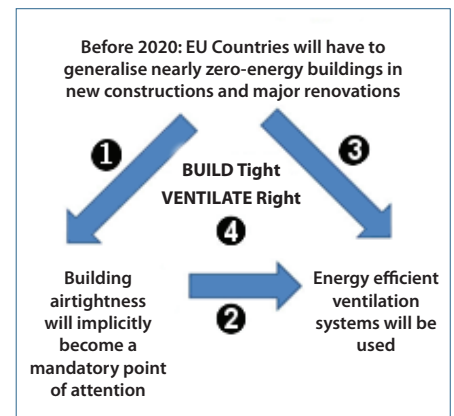 Before 2020: EU Countries will have to
generalise nearly zero-energy buildings in
new constructions and major renovations
1
3
BUILD Tight
VENTILATE Right
4
Building
airtightness
will implicitly
become a
mandatory point
of attention
2
Energy efficient
ventilation
systems will be
used